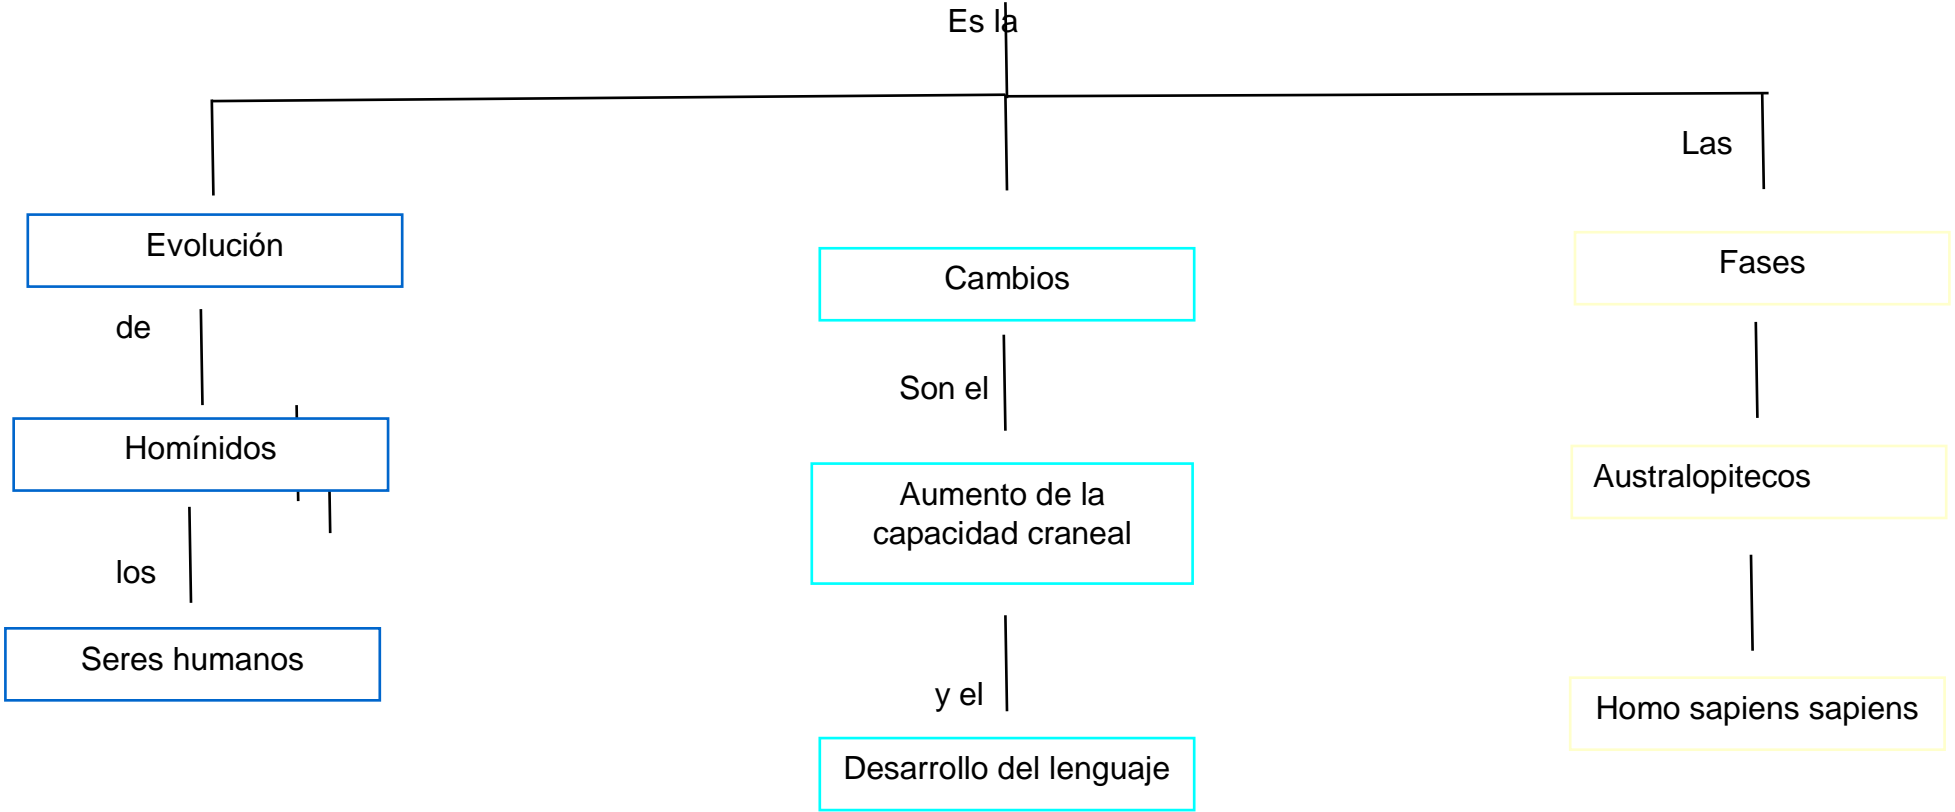 Es la
Las
Evolución
Cambios
Fases
de
Son el
Homínidos
Aumento de la
capacidad craneal
Australopitecos
los
y el
Seres humanos
Desarrollo del lenguaje
Homo sapiens sapiens